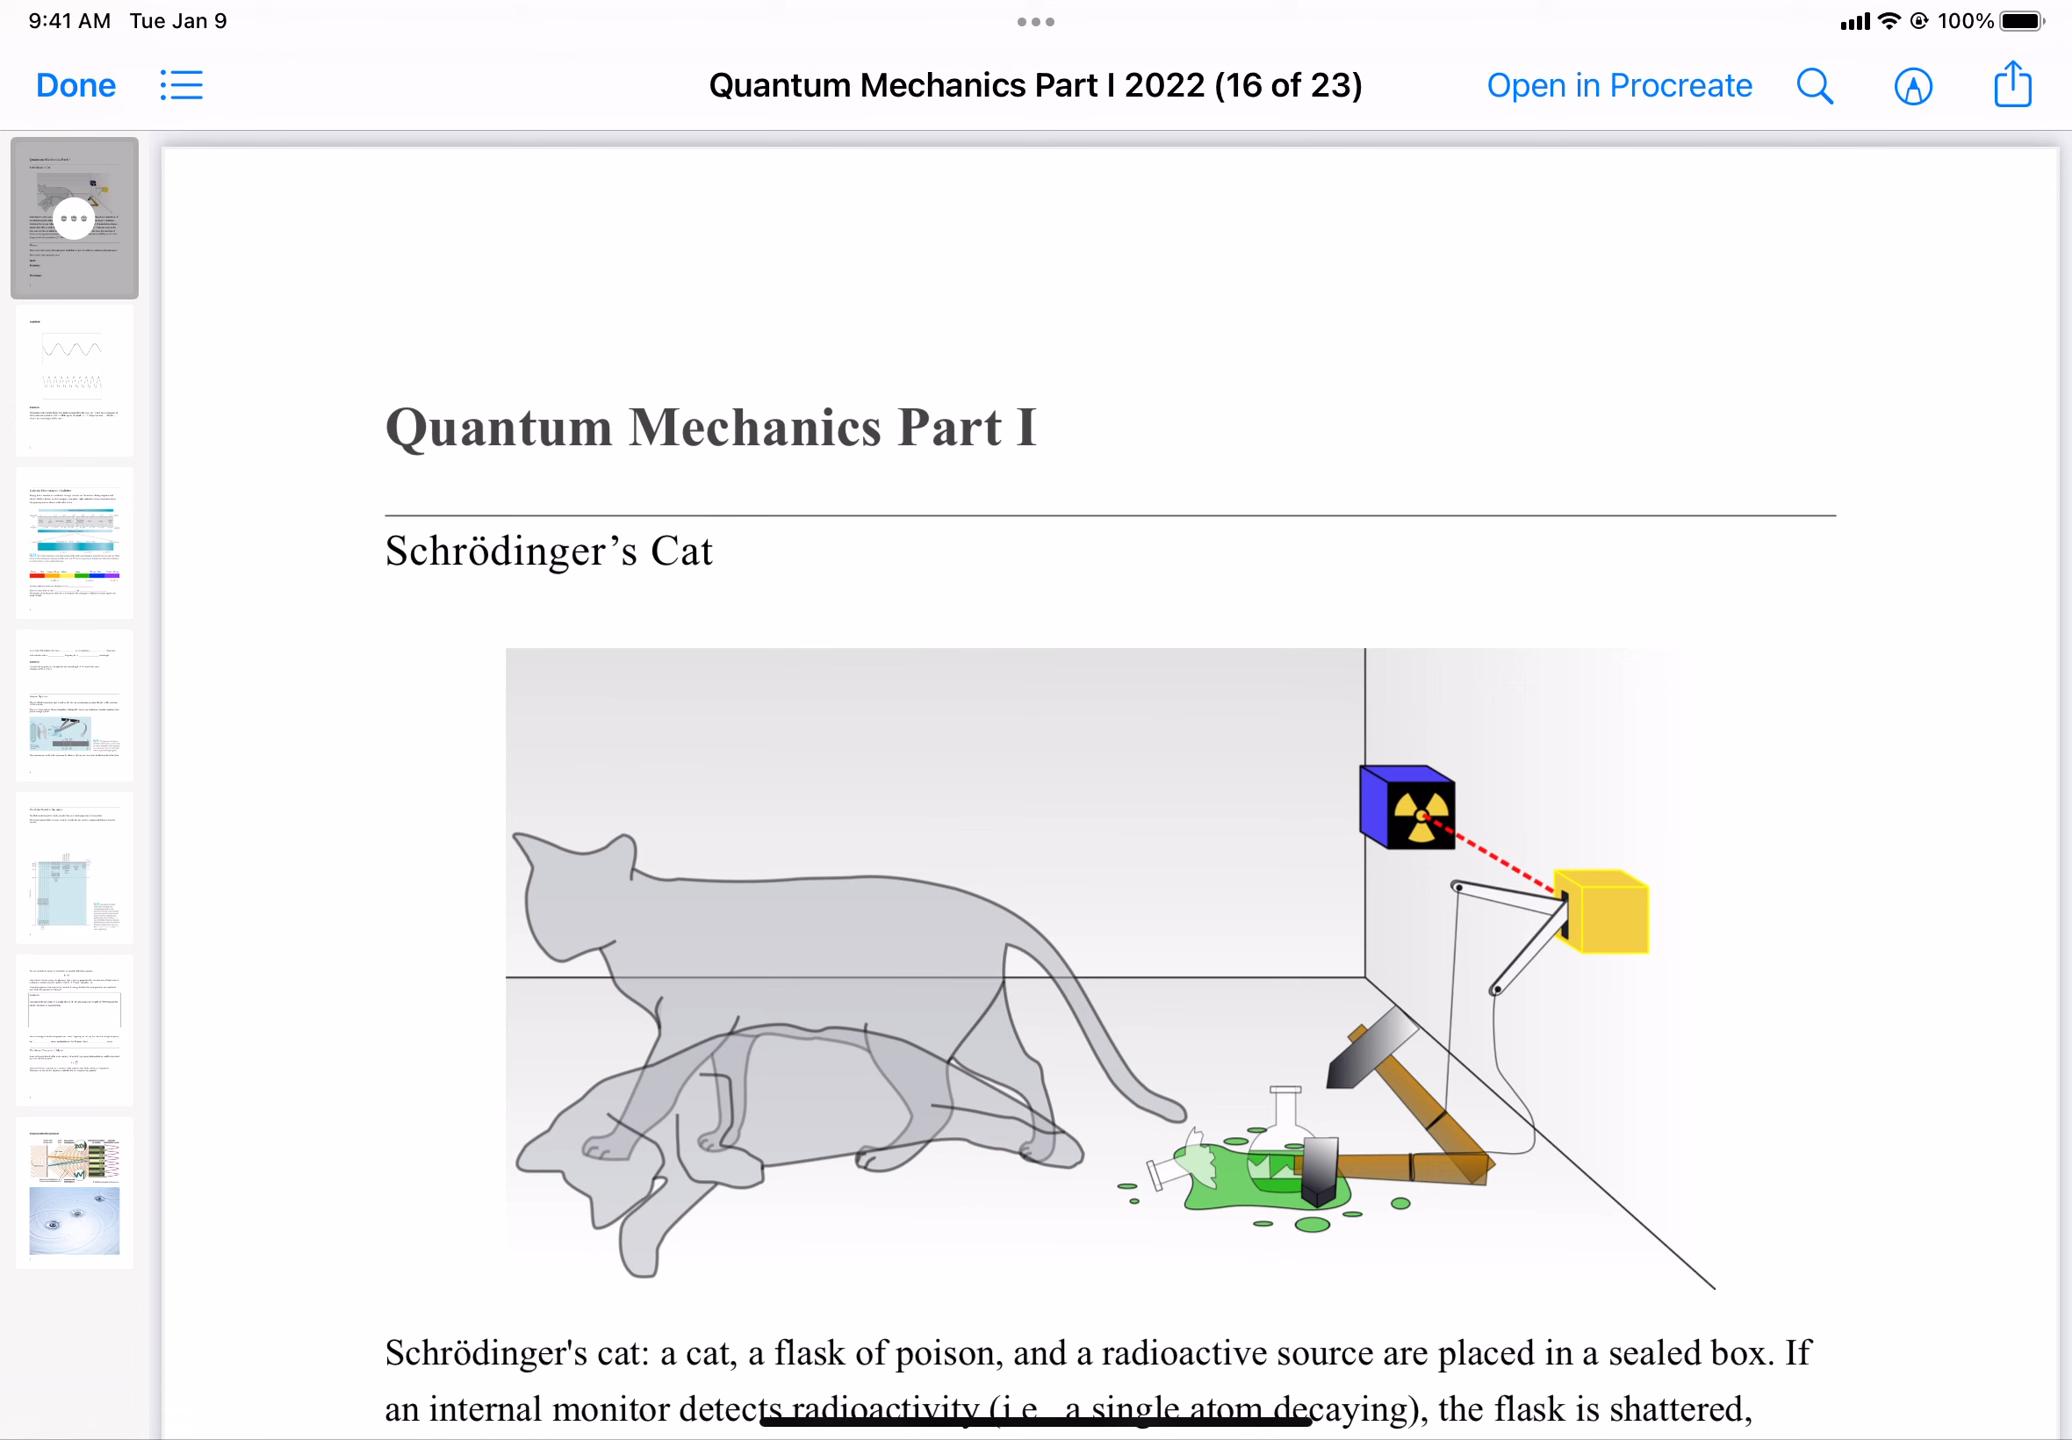 9:41 AM Tue Jan 9
100%
Done
Quantum Mechanics Part I 2022 (16 of 23)
Open in Procreate
Quantum Mechanics Part I
Schrödinger’s Cat
Schrödinger's cat: a cat, a flask of poison, and a radioactive source are placed in a sealed box. If
an internal monitor detects radioactivity (i.e. a single atom decaying), the flask is shattered,